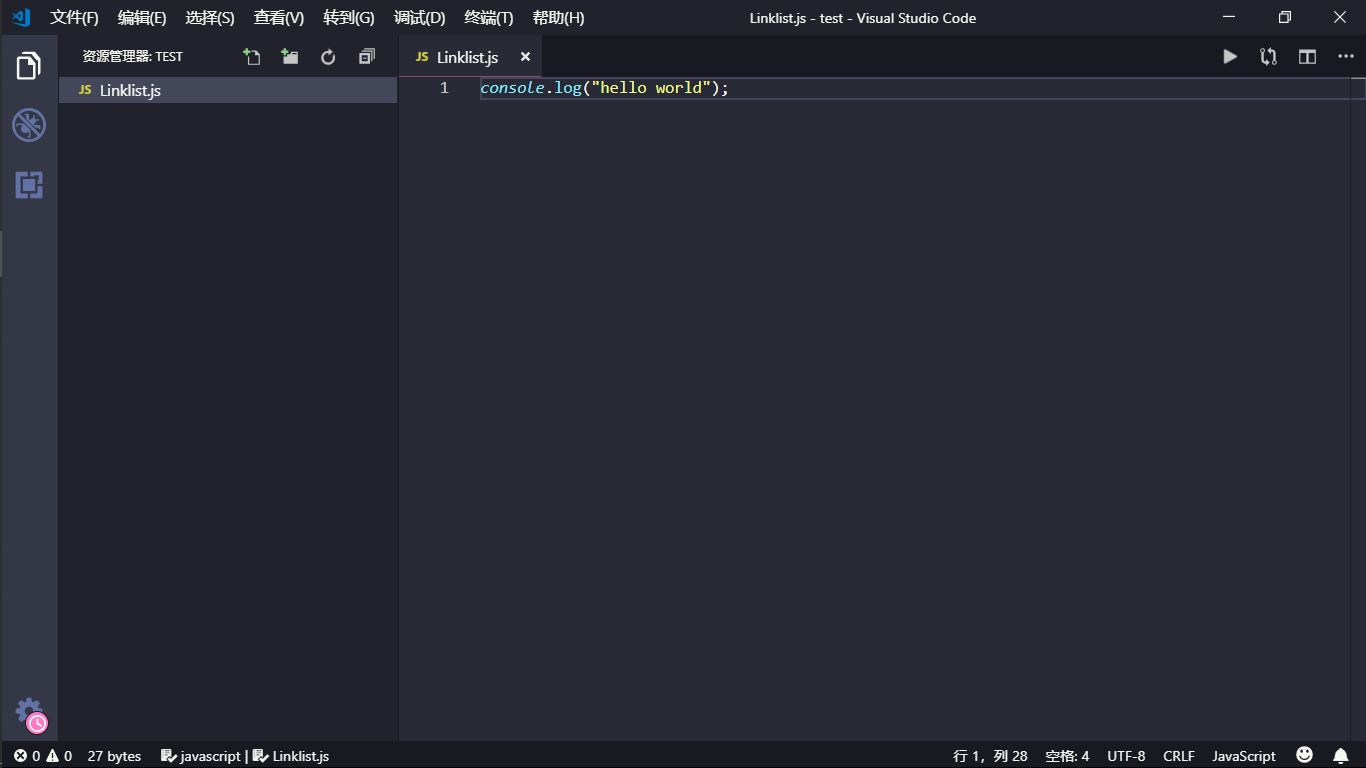 文件(F) 编辑(E) 选择(S) 查看(V) 转到(G) 调试(D) 终端(T) 帮助(H) Linklist.js - test - Visual Studio Code
资源管理器: TEST
JS Linklist.js
JS Linklist.js
1 console.log("hello world");
0 0 27 bytes javascript | Linklist.js 行 1，列 28 空格: 4 UTF-8 CRLF JavaScript